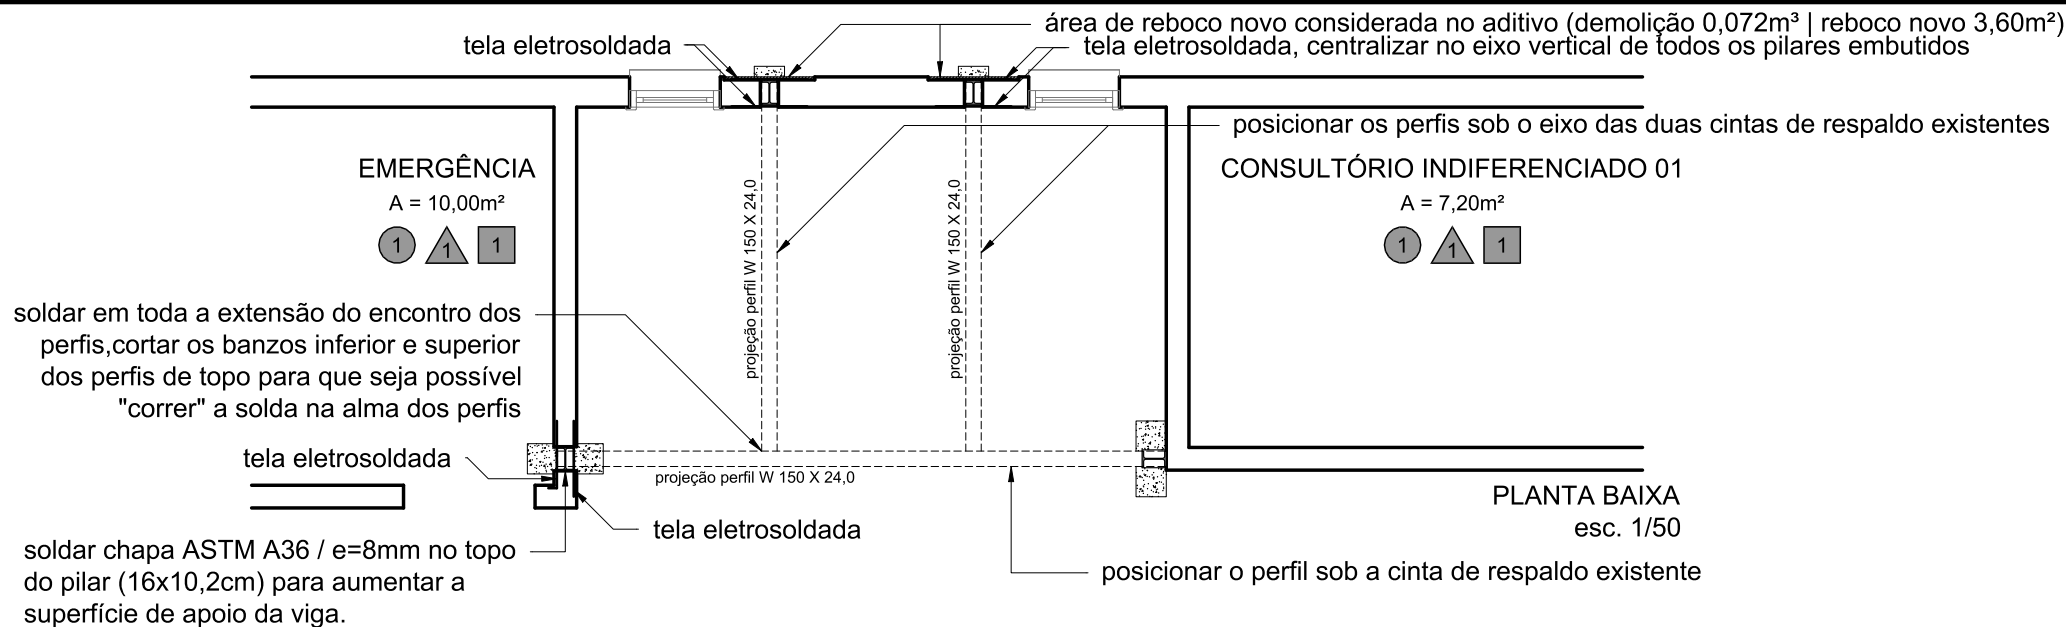 área de reboco novo considerada no aditivo (demolição 0,072m³ | reboco novo 3,60m²)
tela eletrosoldada
tela eletrosoldada, centralizar no eixo vertical de todos os pilares embutidos
posicionar os perfis sob o eixo das duas cintas de respaldo existentes
EMERGÊNCIA
A = 10,00m²
1
1
1
CONSULTÓRIO INDIFERENCIADO 01
A = 7,20m²
1
1
1
projeção perfil W 150 X 24,0
projeção perfil W 150 X 24,0
soldar em toda a extensão do encontro dos
perfis,cortar os banzos inferior e superior
dos perfis de topo para que seja possível
"correr" a solda na alma dos perfis
tela eletrosoldada
projeção perfil W 150 X 24,0
PLANTA BAIXA
esc. 1/50
tela eletrosoldada
soldar chapa ASTM A36 / e=8mm no topo
do pilar (16x10,2cm) para aumentar a
superfície de apoio da viga.
posicionar o perfil sob a cinta de respaldo existente